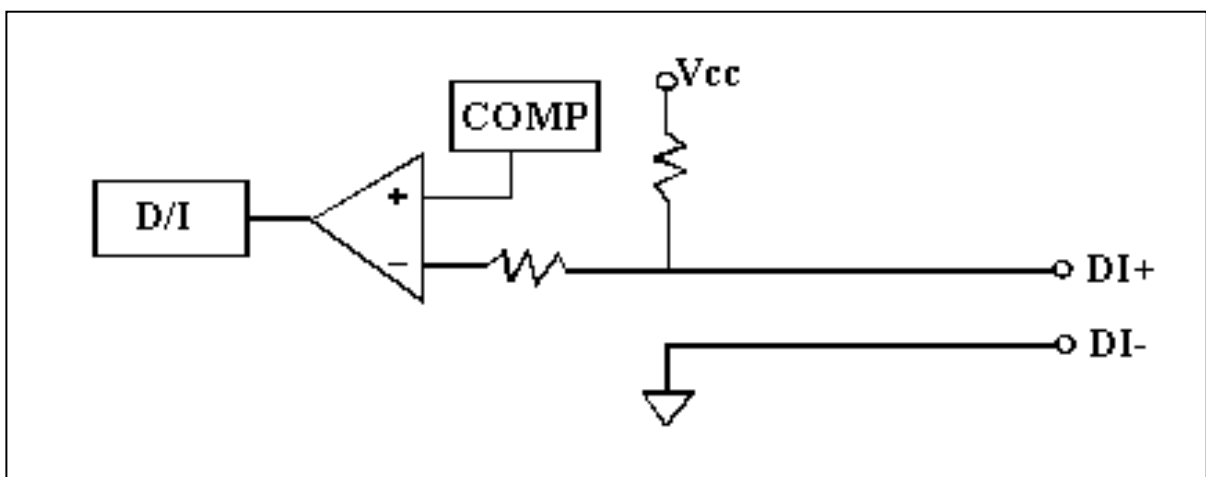 Vcc
COMP
+
D/I
−
DI+
DI-